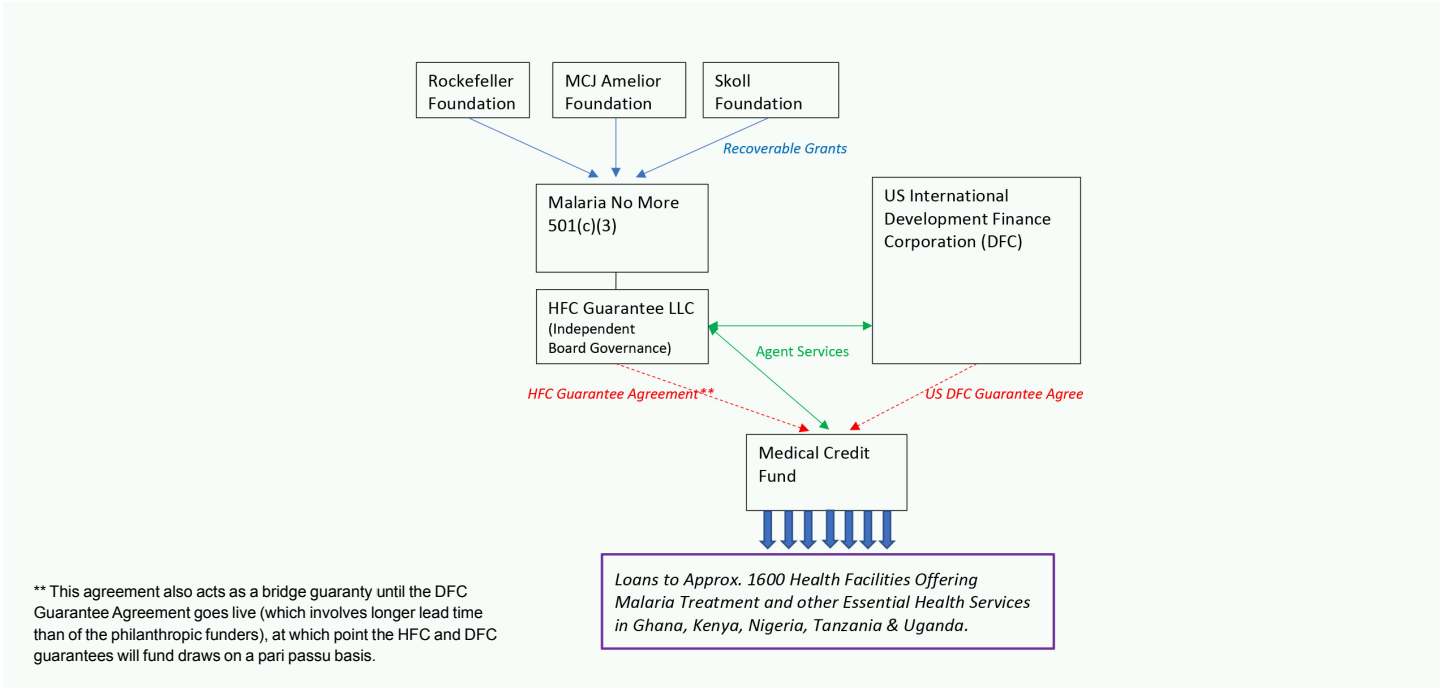 Rockefeller
Foundation
MCJ Amelior
Foundation
Skoll
Foundation
Recoverable Grants
Malaria No More
501(c)(3)
US International
Development Finance
Corporation (DFC)
HFC Guarantee LLC
(Independent
Board Governance)
Agent Services
HFC Guarantee Agreement**
US DFC Guarantee Agree
Medical Credit
Fund
Loans to Approx. 1600 Health Facilities Offering
Malaria Treatment and other Essential Health Services
in Ghana, Kenya, Nigeria, Tanzania & Uganda.
** This agreement also acts as a bridge guaranty until the DFC
Guarantee Agreement goes live (which involves longer lead time
than of the philanthropic funders), at which point the HFC and DFC
guarantees will fund draws on a pari passu basis.